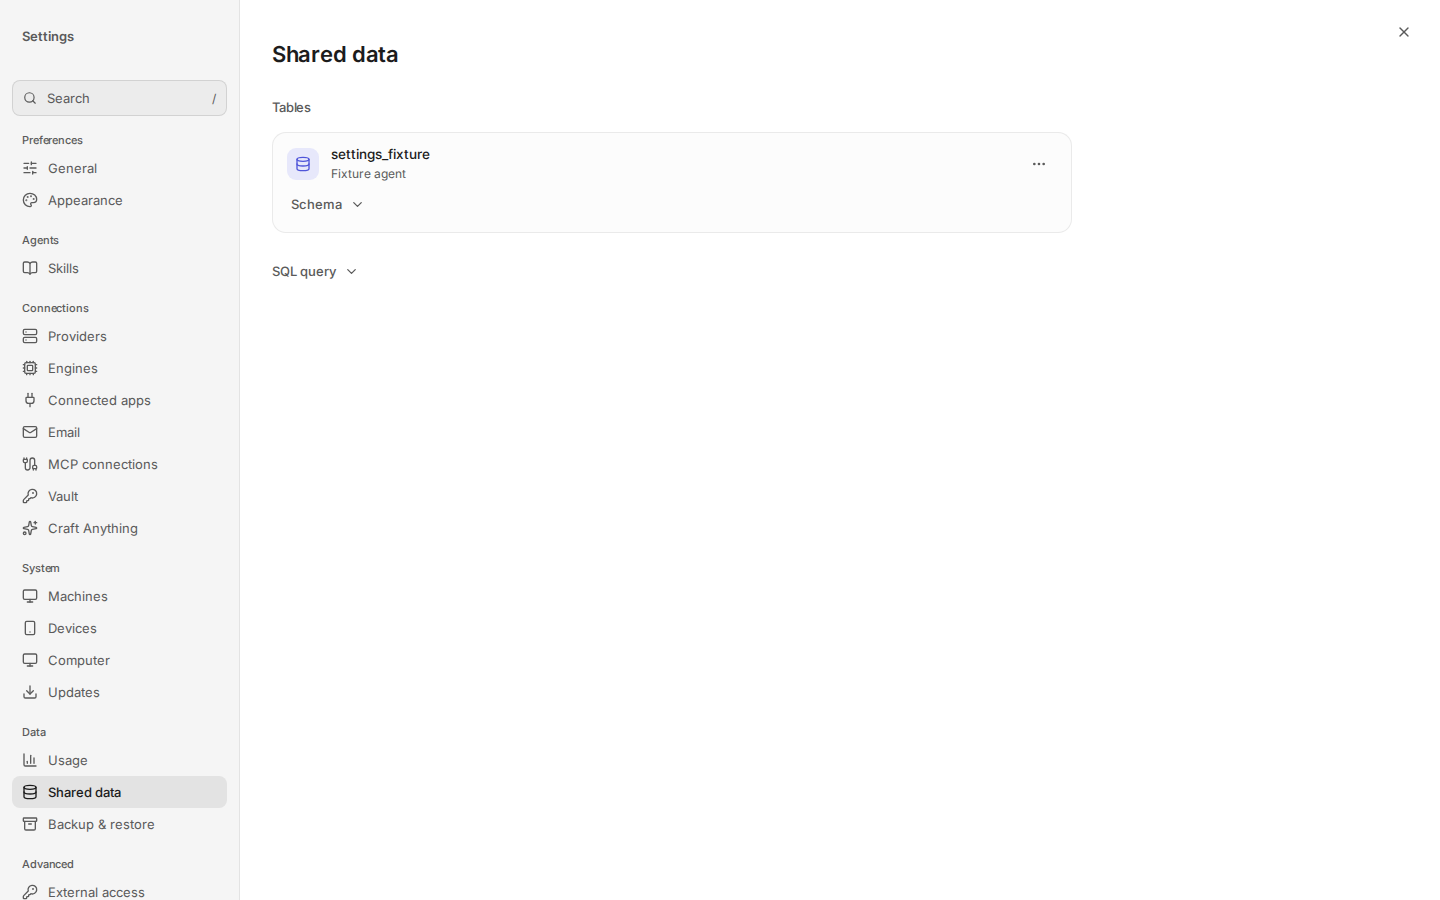 Settings
Search /
Preferences
General
Appearance
Agents
Skills
Connections
Providers
Engines
Connected apps
Email
MCP connections
Vault
Craft Anything
System
Machines
Devices
Computer
Updates
Data
Usage
Shared data
Backup & restore
Advanced
External access
Shared data
Tables
settings_fixture
Fixture agent
Schema
SQL query